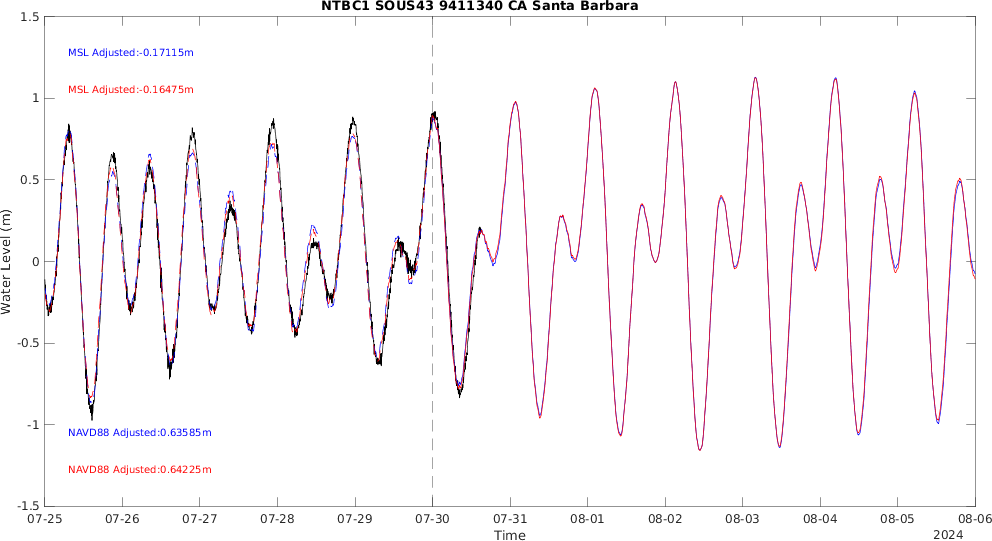 NTBC1 SOUS43 9411340 CA Santa Barbara
1.5
MSL Adjusted:-0.17115m
MSL Adjusted:-0.16475m
1
0.5
0
-0.5
-1
-1.5
Water Level (m)
NAVD88 Adjusted:0.63585m
NAVD88 Adjusted:0.64225m
07-25 07-26 07-27 07-28 07-29 07-30 07-31 08-01 08-02 08-03 08-04 08-05 08-06
Time
2024